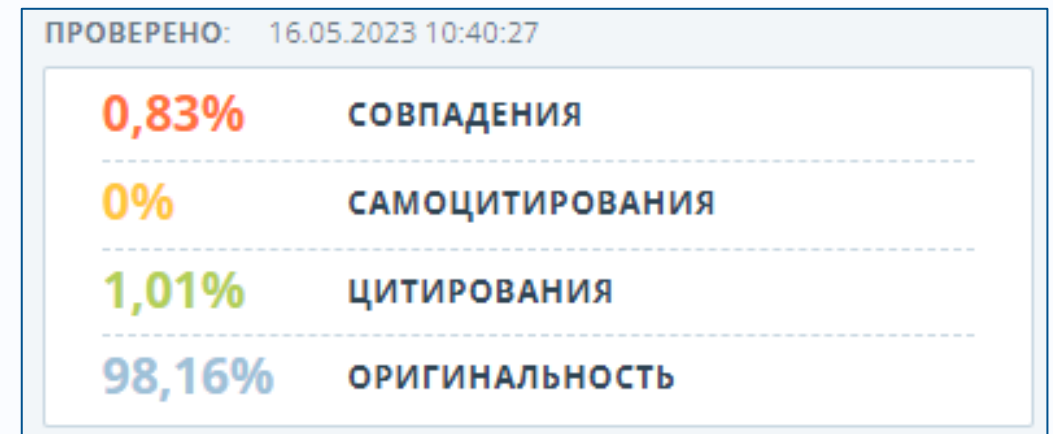 ПРОВЕРЕНО: 16.05.2023 10:40:27
0,83% СОВПАДЕНИЯ
0% САМОЦИТИРОВАНИЯ
1,01% ЦИТИРОВАНИЯ
98,16% ОРИГИНАЛЬНОСТЬ